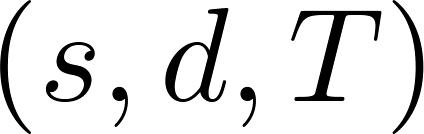 (s, d, T)